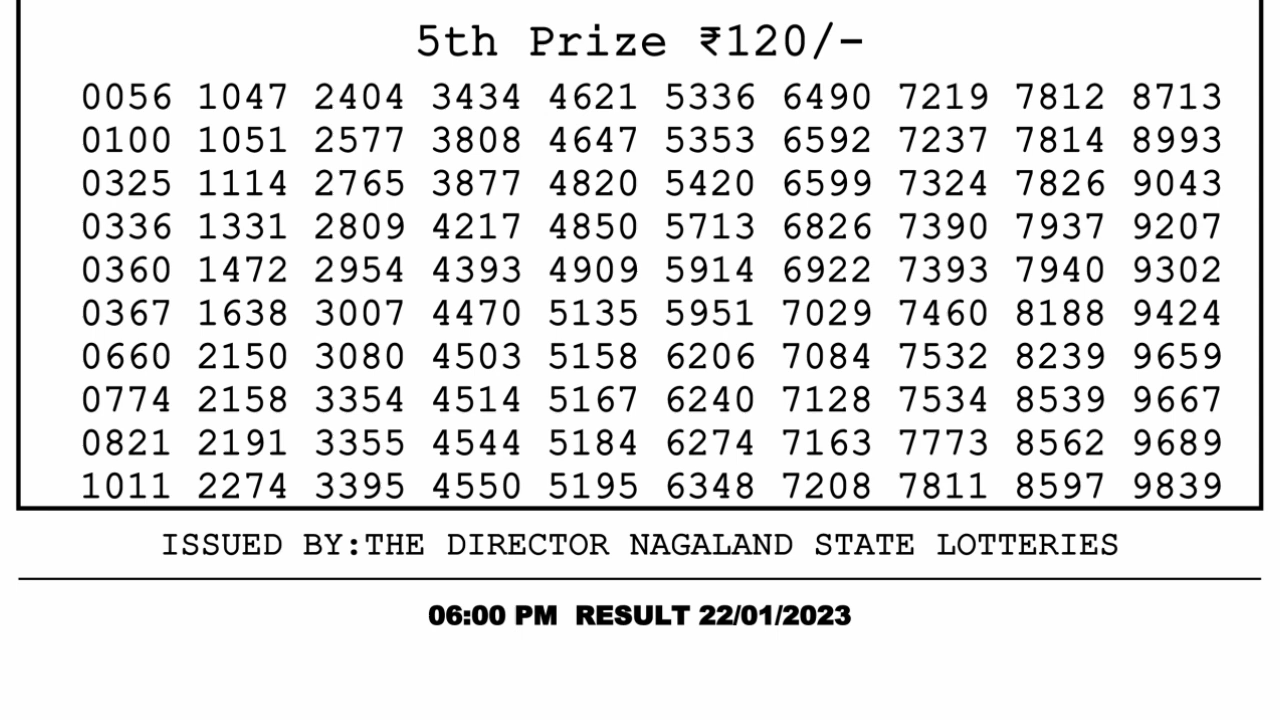 5th Prize ₹120/-
0056 1047 2404 3434 4621 5336 6490 7219 7812 8713
0100 1051 2577 3808 4647 5353 6592 7237 7814 8993
0325 1114 2765 3877 4820 5420 6599 7324 7826 9043
0336 1331 2809 4217 4850 5713 6826 7390 7937 9207
0360 1472 2954 4393 4909 5914 6922 7393 7940 9302
0367 1638 3007 4470 5135 5951 7029 7460 8188 9424
0660 2150 3080 4503 5158 6206 7084 7532 8239 9659
0774 2158 3354 4514 5167 6240 7128 7534 8539 9667
0821 2191 3355 4544 5184 6274 7163 7773 8562 9689
1011 2274 3395 4550 5195 6348 7208 7811 8597 9839
ISSUED BY:THE DIRECTOR NAGALAND STATE LOTTERIES
06:00 PM RESULT 22/01/2023